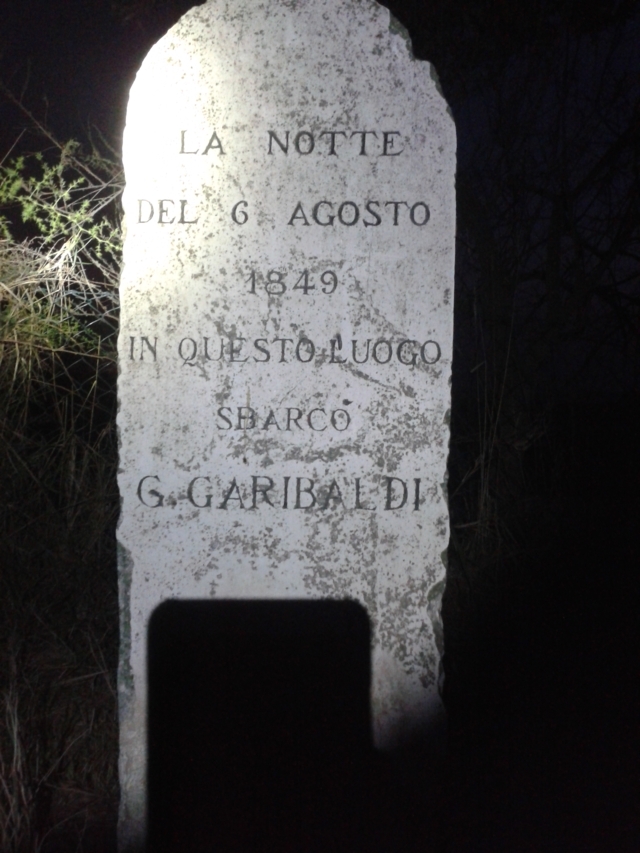 LA NOTTE
DEL 6 AGOSTO
1849
IN QUESTO LUOGO
SBARCÒ
G. GARIBALDI